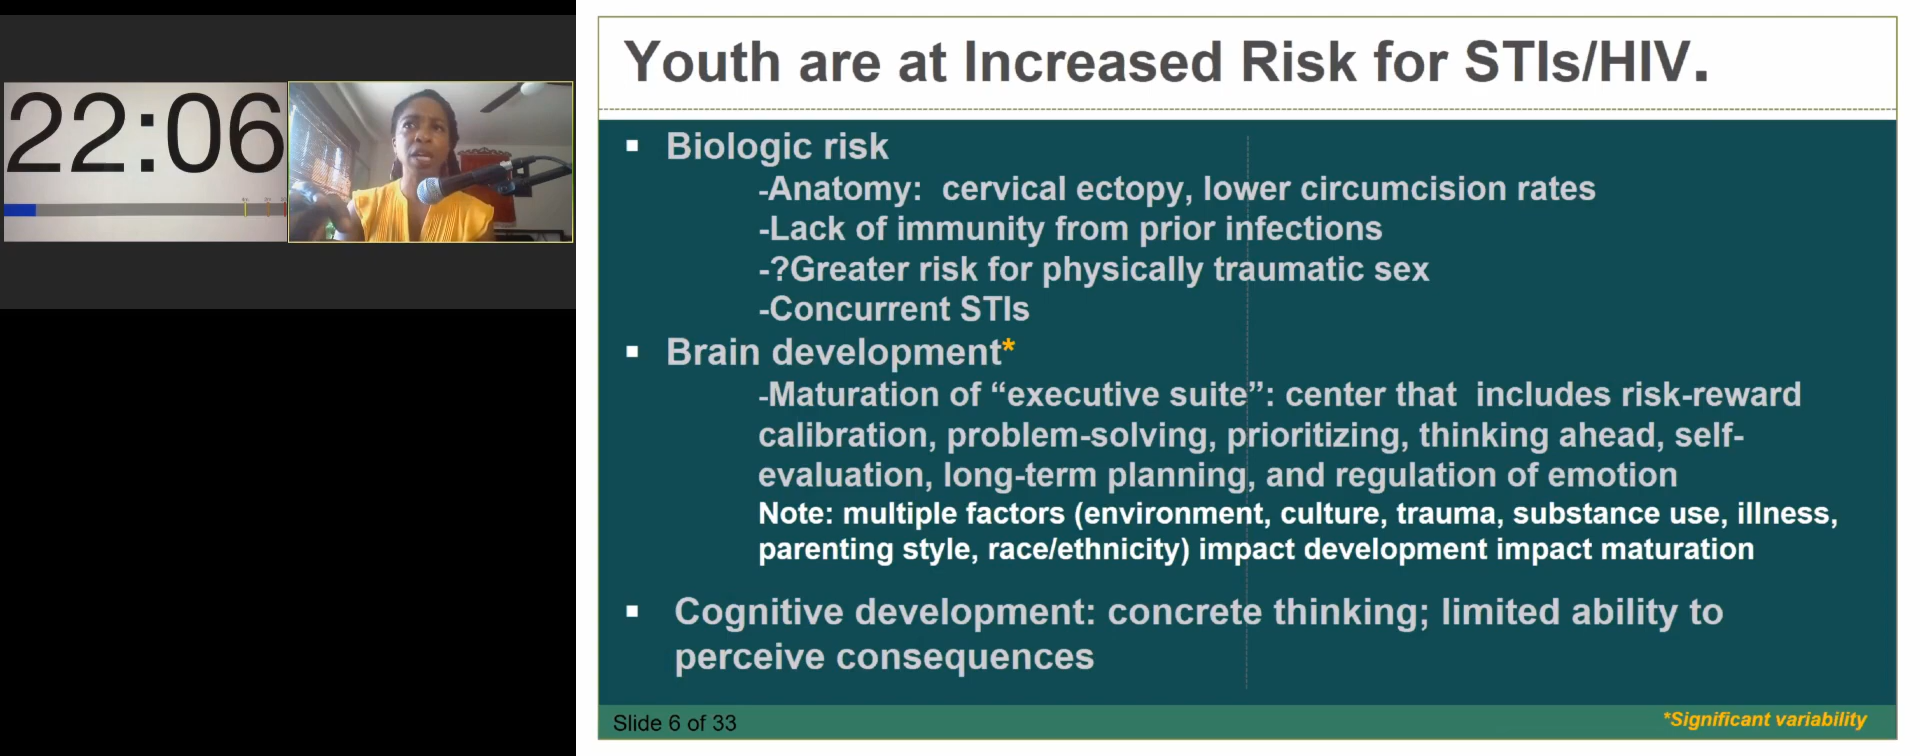 22:06
Youth are at Increased Risk for STIs/HIV.
▪ Biologic risk
-Anatomy:  cervical ectopy, lower circumcision rates
-Lack of immunity from prior infections
-?Greater risk for physically traumatic sex
-Concurrent STIs
▪ Brain development*
-Maturation of “executive suite”: center that  includes risk-reward
calibration, problem-solving, prioritizing, thinking ahead, self-
evaluation, long-term planning, and regulation of emotion
Note: multiple factors (environment, culture, trauma, substance use, illness,
parenting style, race/ethnicity) impact development impact maturation
▪ Cognitive development: concrete thinking; limited ability to
perceive consequences
Slide 6 of 33
*Significant variability